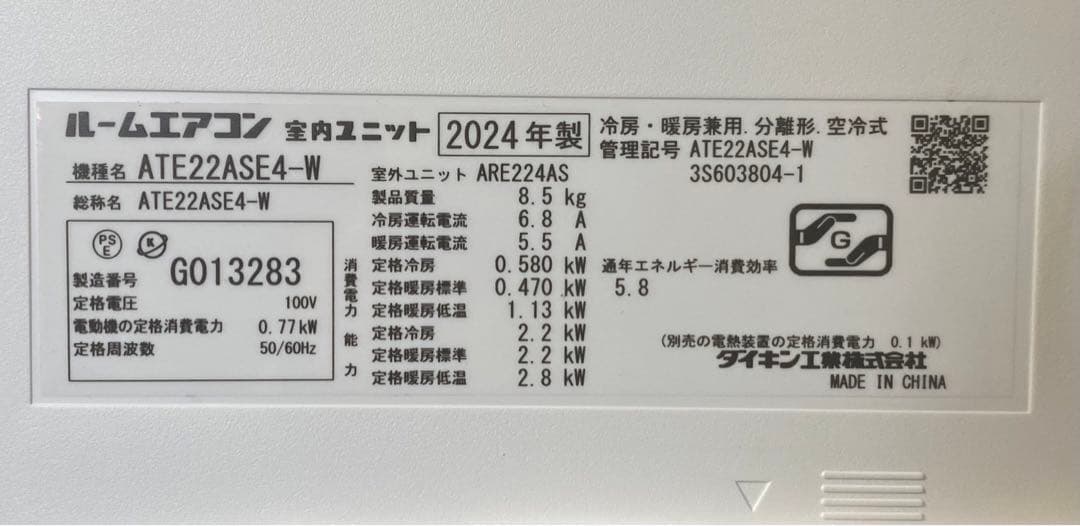 ルームエアコン 室内ユニット 2024年製
機種名 ATE22ASE4-W
総称名 ATE22ASE4-W
PS
E
K
製造番号 G013283
定格電圧 100V
電動機の定格消費電力 0.77kW
定格周波数 50/60Hz
室外ユニット ARE224AS
製品質量 8.5 kg
冷房運転電流 6.8 A
暖房運転電流 5.5 A
消費電力
定格冷房 0.580 kW
定格暖房標準 0.470 kW
定格暖房低温 1.13 kW
能力
定格冷房 2.2 kW
定格暖房標準 2.2 kW
定格暖房低温 2.8 kW
冷房・暖房兼用.分離形.空冷式
管理記号 ATE22ASE4-W
3S603804-1
G
通年エネルギー消費効率
5.8
(別売の電熱装置の定格消費電力 0.1 kW)
ダイキン工業株式会社
MADE IN CHINA